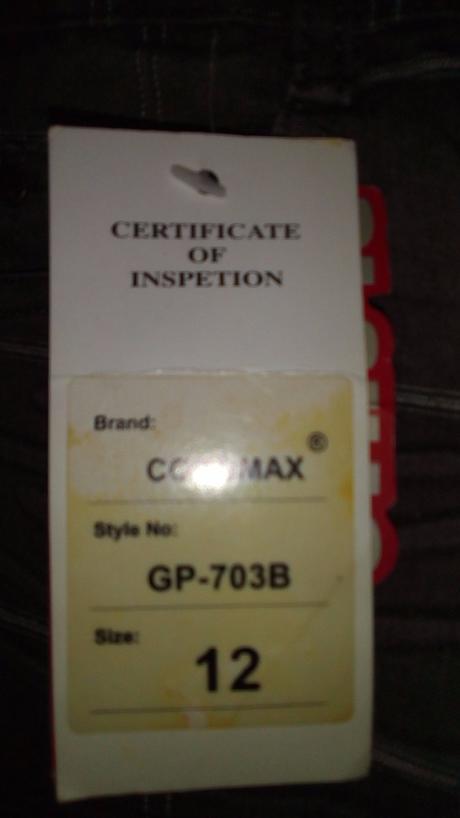 CERTIFICATE
OF
INSPETION
Brand:
©
Style No:
GP-703B
Size:
12